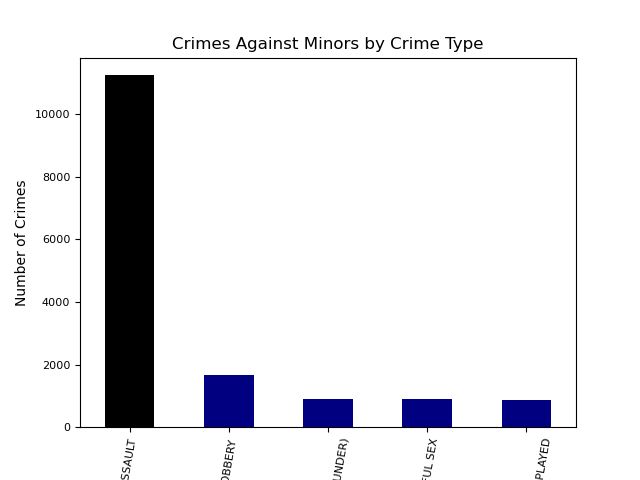 Crimes Against Minors by Crime Type
Number of Crimes
10000
8000
6000
4000
2000
0
SSAULT
OBBERY
UNDER)
FUL SEX
PLAYED